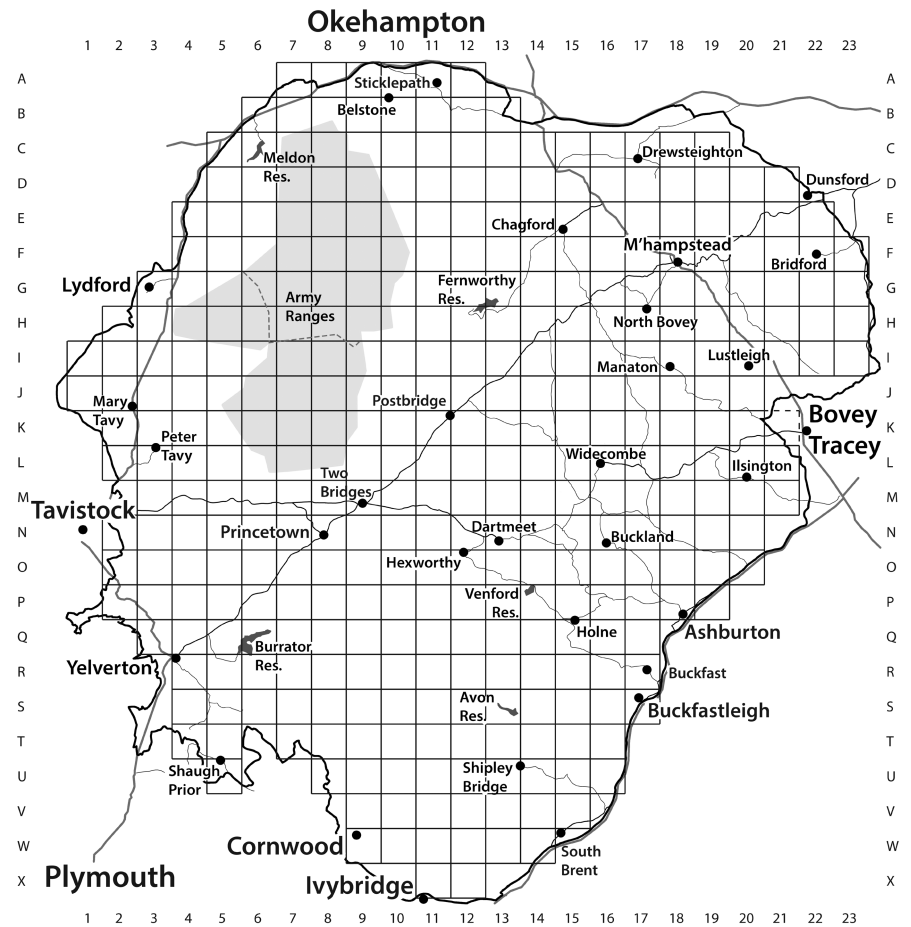 Okehampton
1 2 3 4 5 6 7 8 9 10 11 12 13 14 15 16 17 18 19 20 21 22 23
A Sticklepath A
B Belstone B
C Meldon Drewsteighton C
Res.
D Dunsford D
E Chagford E
M'hampstead
F Bridford F
Lydford Fernworthy
Res.
G Army G
Ranges
H North Bovey H
I Manaton Lustleigh I
J Postbridge J
Mary
Tavy
Bovey
Tracey
K Peter K
Tavy
L Widecombe Ilsington L
Two
Bridges
M M
Tavistock
N Princetown Dartmeet Buckland N
O Hexworthy O
P Venford P
Res.
Q Holne Ashburton Q
Burrator
Res.
R Yelverton Buckfast R
S Avon S
Res.
Buckfastleigh
T T
U Shaugh U
Prior
Shipley
Bridge
V V
W Cornwood W
South
Brent
X Plymouth Ivybridge X
1 2 3 4 5 6 7 8 9 10 11 12 13 14 15 16 17 18 19 20 21 22 23